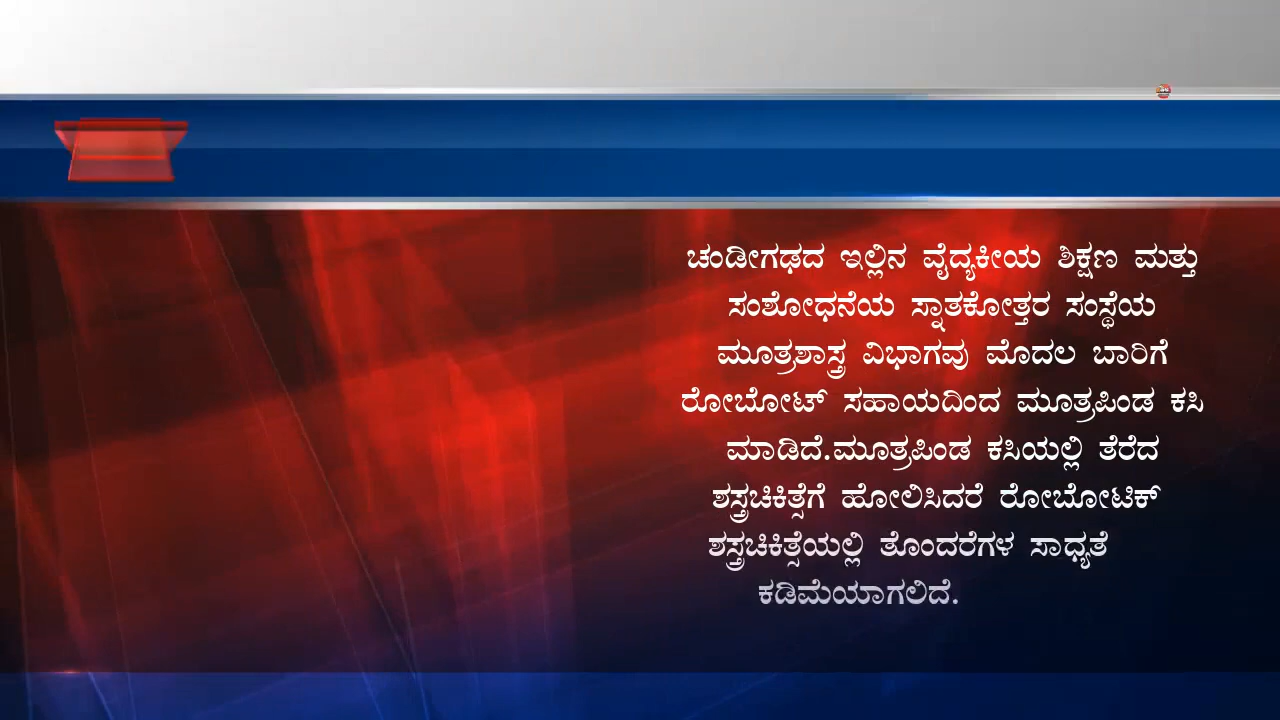 ಚಂಡೀಗಢದ ಇಲ್ಲಿನ ವೈದ್ಯಕೀಯ ಶಿಕ್ಷಣ ಮತ್ತು
ಸಂಶೋಧನೆಯ ಸ್ನಾತಕೋತ್ತರ ಸಂಸ್ಥೆಯ
ಮೂತ್ರಶಾಸ್ತ್ರ ವಿಭಾಗವು ಮೊದಲ ಬಾರಿಗೆ
ರೋಬೋಟ್ ಸಹಾಯದಿಂದ ಮೂತ್ರಪಿಂಡ ಕಸಿ
ಮಾಡಿದೆ.ಮೂತ್ರಪಿಂಡ ಕಸಿಯಲ್ಲಿ ತೆರೆದ
ಶಸ್ತ್ರಚಿಕಿತ್ಸೆಗೆ ಹೋಲಿಸಿದರೆ ರೋಬೋಟಿಕ್
ಶಸ್ತ್ರಚಿಕಿತ್ಸೆಯಲ್ಲಿ ತೊಂದರೆಗಳ ಸಾಧ್ಯತೆ
ಕಡಿಮೆಯಾಗಲಿದೆ.